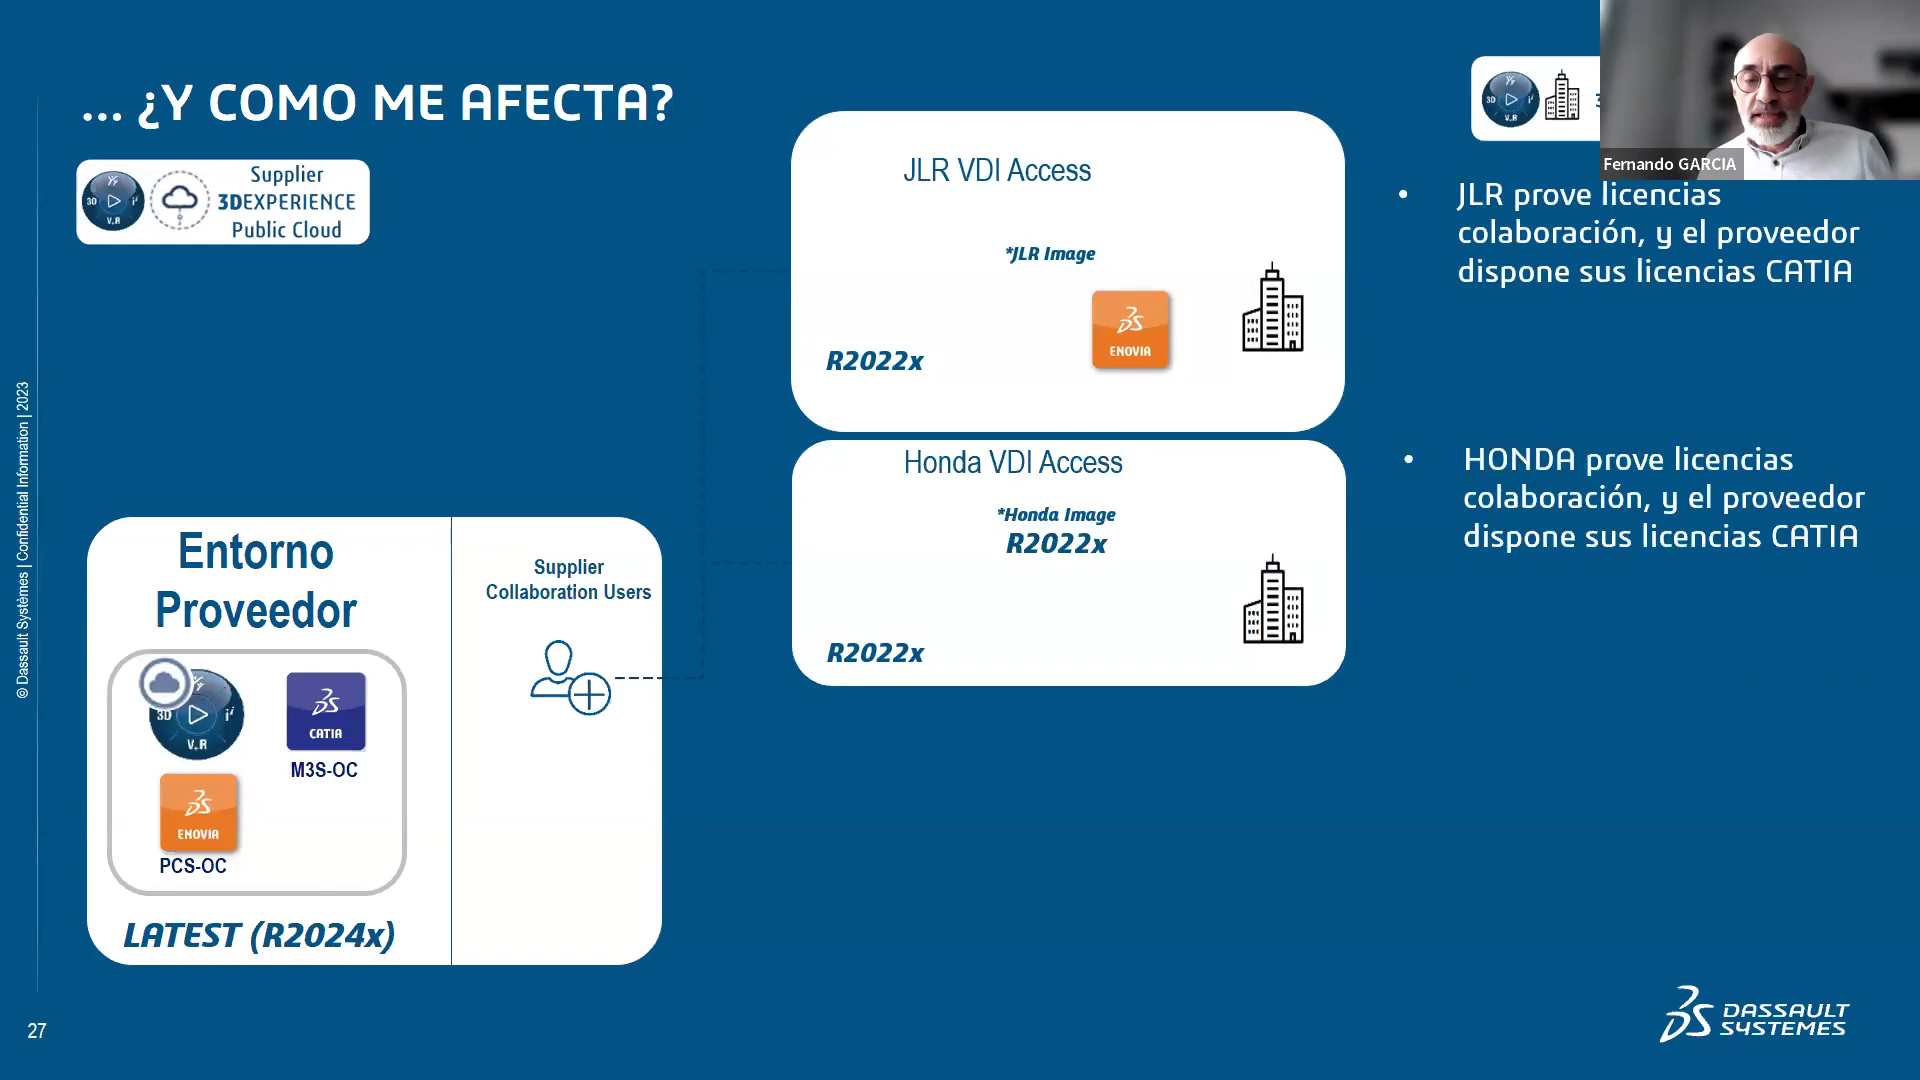 ... ¿Y COMO ME AFECTA?
Supplier
3DEXPERIENCE
Public Cloud
3D
V.R
JLR VDI Access
*JLR Image
ENOVIA
R2022x
3D
V.R
Fernando GARCIA
• JLR prove licencias
colaboración, y el proveedor
dispone sus licencias CATIA
Honda VDI Access
*Honda Image
R2022x
R2022x
• HONDA prove licencias
colaboración, y el proveedor
dispone sus licencias CATIA
Entorno
Proveedor
3D
V.R
CATIA
M3S-OC
ENOVIA
PCS-OC
LATEST (R2024x)
Supplier
Collaboration Users
© Dassault Systèmes | Confidential Information | 2023
27
DASSAULT
SYSTEMES